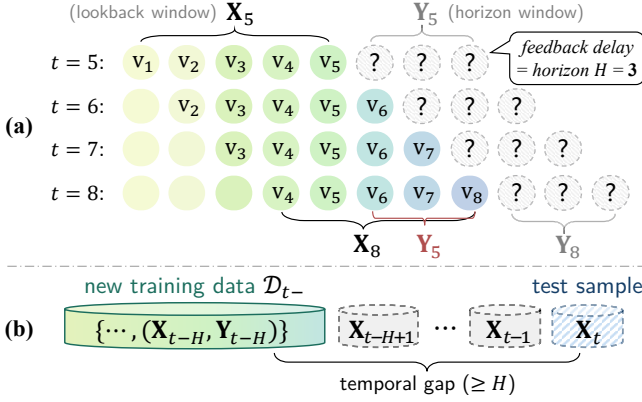 (lookback window) X₅ Y₅ (horizon window)
feedback delay
= horizon H = 3
t = 5: v₁ v₂ v₃ v₄ v₅ ? ? ?
t = 6: v₂ v₃ v₄ v₅ v₆ ? ? ?
(a)
t = 7: v₃ v₄ v₅ v₆ v₇ ? ? ?
t = 8: v₄ v₅ v₆ v₇ v₈ ? ? ?
X₈ Y₅ Y₈
new training data 𝒟ₜ₋ test sample
(b) {⋯, (Xₜ₋H, Yₜ₋H)} Xₜ₋H₊₁ ⋯ Xₜ₋₁ Xₜ
temporal gap (≥ H)